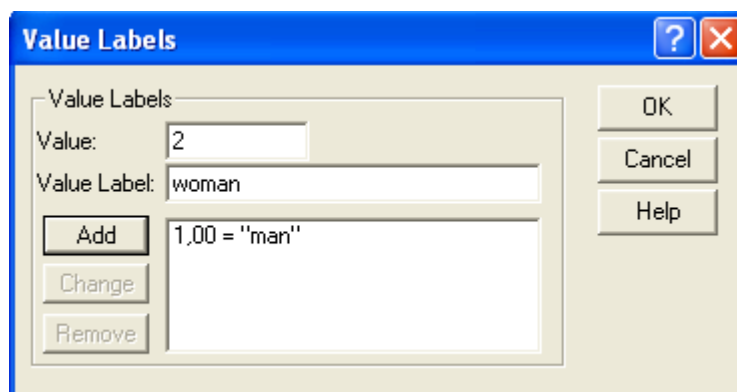 Value Labels
Value Labels
Value: 2
OK
Value Label: woman
Cancel
Add
1,00 = "man"
Help
Change
Remove